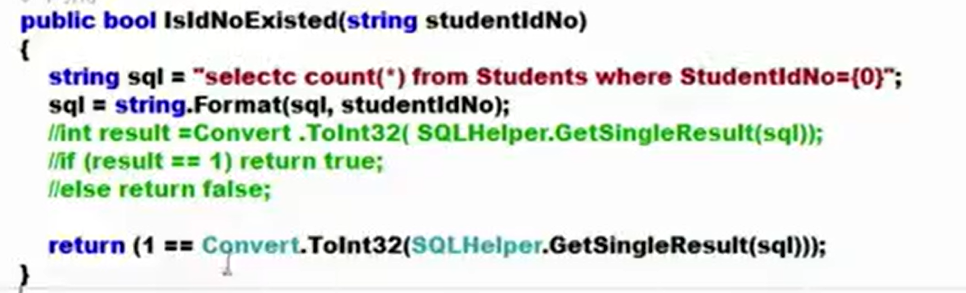 public bool IsIdNoExisted(string studentIdNo)
{
string sql = "selectc count(*) from Students where StudentIdNo={0}";
sql = string.Format(sql, studentIdNo);
//int result =Convert .ToInt32( SQLHelper.GetSingleResult(sql));
//if (result == 1) return true;
//else return false;
return (1 == Convert.ToInt32(SQLHelper.GetSingleResult(sql)));
}